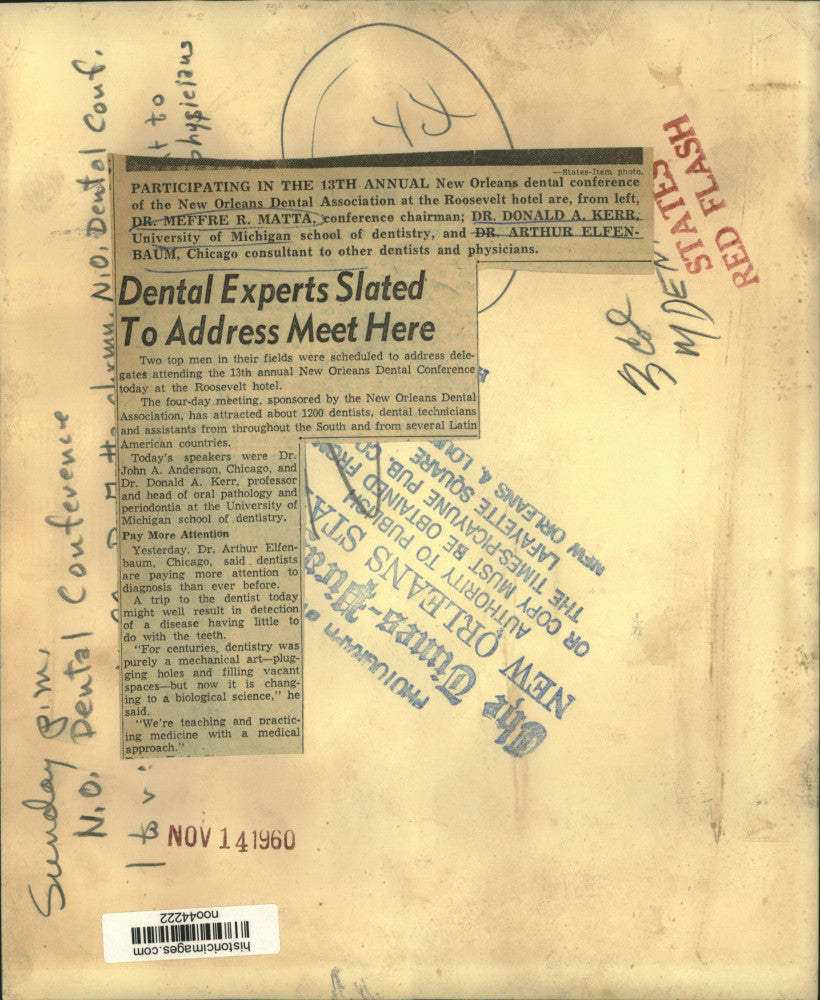 —States-Item photo.
PARTICIPATING IN THE 13TH ANNUAL New Orleans dental conference
of the New Orleans Dental Association at the Roosevelt hotel are, from left,
DR. MEFFRE R. MATTA, conference chairman; DR. DONALD A. KERR,
University of Michigan school of dentistry, and DR. ARTHUR ELFEN-
BAUM, Chicago consultant to other dentists and physicians.
Dental Experts Slated
To Address Meet Here
Two top men in their fields were scheduled to address dele-
gates attending the 13th annual New Orleans Dental Conference
today at the Roosevelt hotel.
The four-day meeting, sponsored by the New Orleans Dental
Association, has attracted about 1200 dentists, dental technicians
and assistants from throughout the South and from several Latin
American countries.
Today's speakers were Dr.
John A. Anderson, Chicago, and
Dr. Donald A. Kerr, professor
and head of oral pathology and
periodontia at the University of
Michigan school of dentistry.
Pay More Attention
Yesterday, Dr. Arthur Elfen-
baum, Chicago, said dentists
are paying more attention to
diagnosis than ever before.
A trip to the dentist today
might well result in detection
of a disease having little to
do with the teeth.
"For centuries, dentistry was
purely a mechanical art—plug-
ging holes and filling vacant
spaces—but now it is chang-
ing to a biological science," he
said.
"We're teaching and practic-
ing medicine with a medical
approach."
STATES
RED FLASH
MDEN
PHOTOGRAPH
The Times-Pica
NEW ORLEANS STA
AUTHORITY TO PUBLISH
OR COPY MUST BE OBTAINED FROM
THE TIMES-PICAYUNE PUB. CO
LAFAYETTE SQUARE
NEW ORLEANS 4, LOU
Sunday p.m.
N.O. Dental Conference
N.O. Dental Conf.
to
physicians
NOV 14 1960
historicimages.com
noo44222